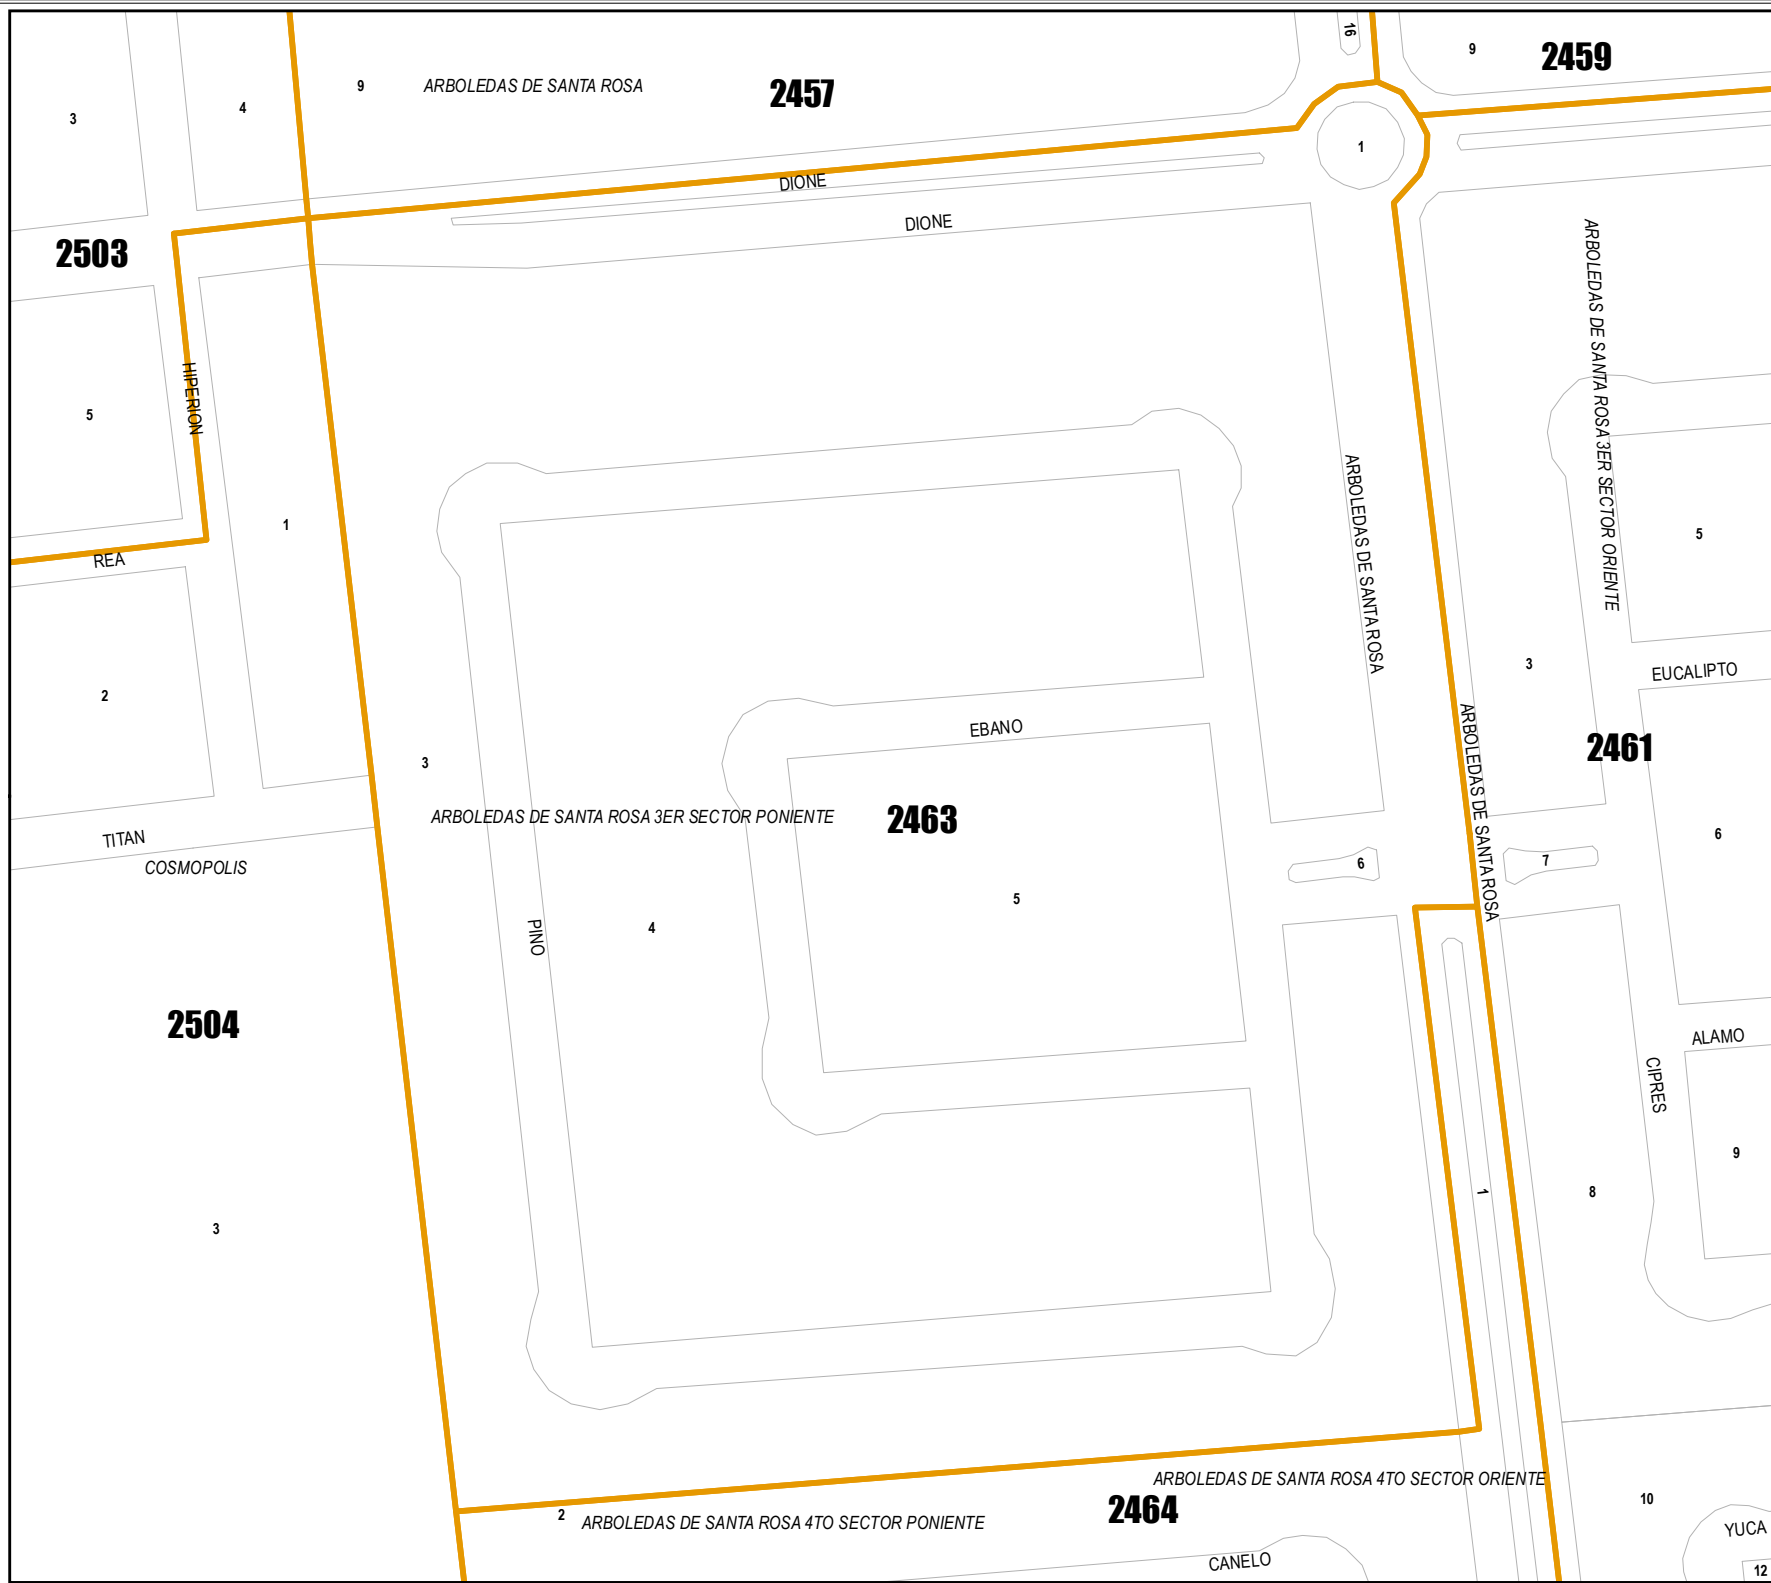 16
9
2459
9
ARBOLEDAS DE SANTA ROSA
2457
4
3
1
DIONE
DIONE
2503
ARBOLEDAS DE SANTA ROSA 3ER SECTOR ORIENTE
HIPERION
5
ARBOLEDAS DE SANTA ROSA
1
5
REA
3
EUCALIPTO
2
EBANO
2461
3
ARBOLEDAS DE SANTA ROSA
ARBOLEDAS DE SANTA ROSA 3ER SECTOR PONIENTE
2463
TITAN
6
COSMOPOLIS
6
7
5
4
PINO
2504
ALAMO
CIPRES
9
1
8
3
ARBOLEDAS DE SANTA ROSA 4TO SECTOR ORIENTE
10
2464
2
ARBOLEDAS DE SANTA ROSA 4TO SECTOR PONIENTE
YUCA
CANELO
12